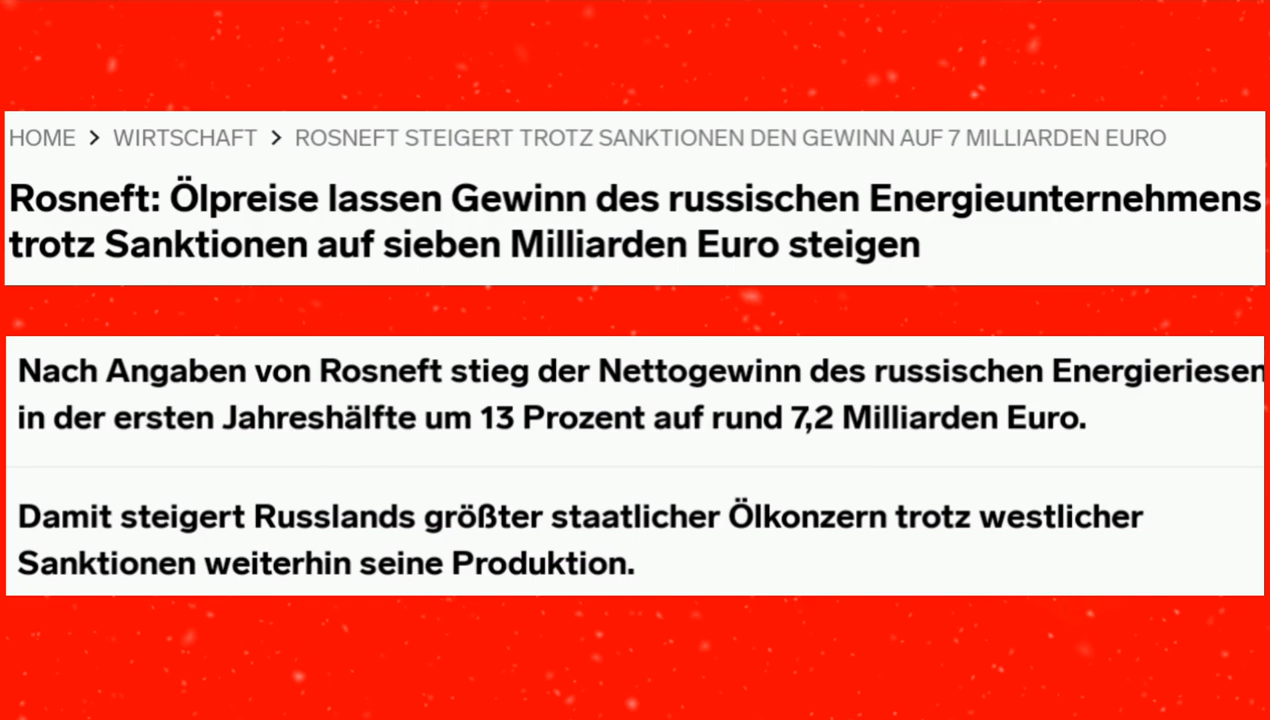 HOME > WIRTSCHAFT > ROSNEFT STEIGERT TROTZ SANKTIONEN DEN GEWINN AUF 7 MILLIARDEN EURO
Rosneft: Ölpreise lassen Gewinn des russischen Energieunternehmens
trotz Sanktionen auf sieben Milliarden Euro steigen
Nach Angaben von Rosneft stieg der Nettogewinn des russischen Energieriesen
in der ersten Jahreshälfte um 13 Prozent auf rund 7,2 Milliarden Euro.
Damit steigert Russlands größter staatlicher Ölkonzern trotz westlicher
Sanktionen weiterhin seine Produktion.